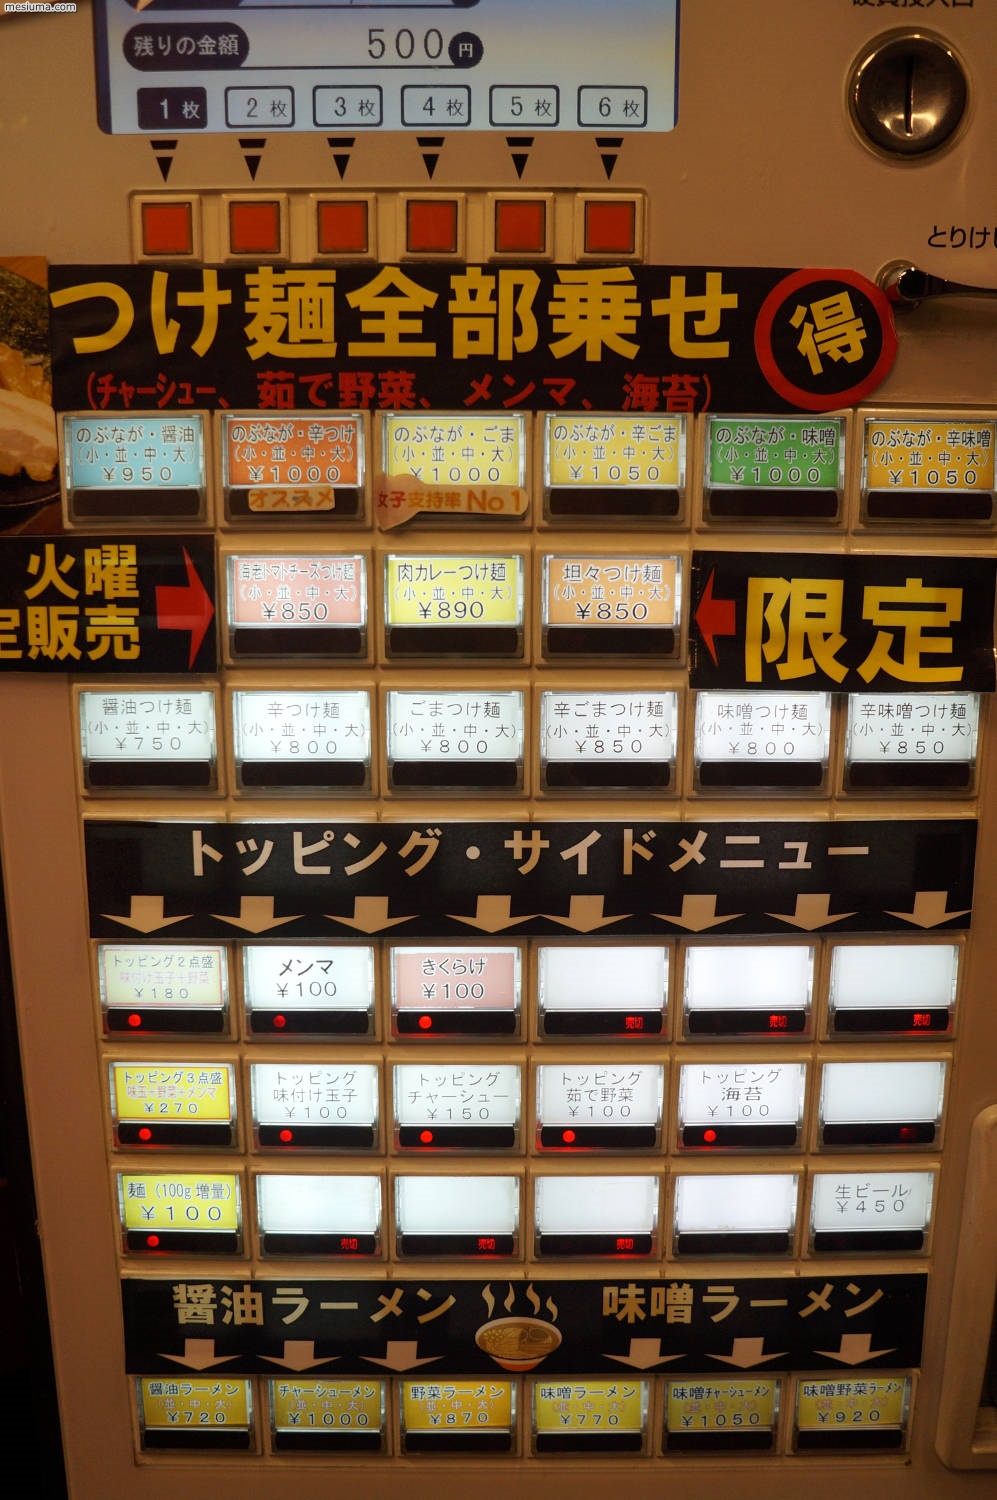 mesiuma.com
残りの金額 500円
1枚 2枚 3枚 4枚 5枚 6枚
とりけ
つけ麺全部乗せ 得
(チャーシュー、茹で野菜、メンマ、海苔)
のぶなが・醤油
(小・並・中・大)
¥950
のぶなが・辛つけ
(小・並・中・大)
¥1000
オススメ
のぶなが・ごま
(小・並・中・大)
¥1000
女子支持率No1
のぶなが・辛ごま
(小・並・中・大)
¥1050
のぶなが・味噌
(小・並・中・大)
¥1000
のぶなが・辛味噌
(小・並・中・大)
¥1050
火曜
定販売
海老トマトチーズつけ麺
(小・並・中・大)
¥850
肉カレーつけ麺
(小・並・中・大)
¥890
坦々つけ麺
(小・並・中・大)
¥850
限定
醤油つけ麺
(小・並・中・大)
¥750
辛つけ麺
(小・並・中・大)
¥800
ごまつけ麺
(小・並・中・大)
¥800
辛ごまつけ麺
(小・並・中・大)
¥850
味噌つけ麺
(小・並・中・大)
¥800
辛味噌つけ麺
(小・並・中・大)
¥850
トッピング・サイドメニュー
トッピング2点盛
味付け玉子+野菜
¥180
メンマ
¥100
きくらげ
¥100
売切
売切
売切
トッピング3点盛
味玉+野菜+メンマ
¥270
トッピング
味付け玉子
¥100
トッピング
チャーシュー
¥150
トッピング
茹で野菜
¥100
トッピング
海苔
¥100
麺(100g増量)
¥100
売切
売切
売切
生ビール
¥450
醤油ラーメン 味噌ラーメン
醤油ラーメン
(並・中・大)
¥720
チャーシューメン
(並・中・大)
¥1000
野菜ラーメン
(並・中・大)
¥870
味噌ラーメン
(並・中・大)
¥770
味噌チャーシューメン
(並・中・大)
¥1050
味噌野菜ラーメン
(並・中・大)
¥920